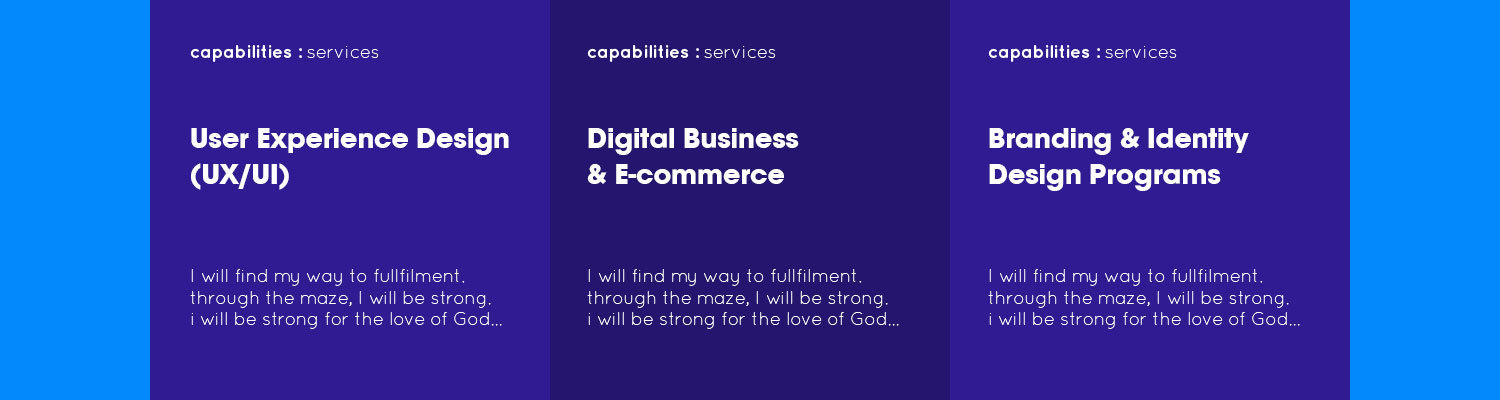 capabilities : services
User Experience Design
(UX/UI)
I will find my way to fullfilment.
through the maze, I will be strong.
i will be strong for the love of God...
capabilities : services
Digital Business
& E-commerce
I will find my way to fullfilment.
through the maze, I will be strong.
i will be strong for the love of God...
capabilities : services
Branding & Identity
Design Programs
I will find my way to fullfilment.
through the maze, I will be strong.
i will be strong for the love of God...